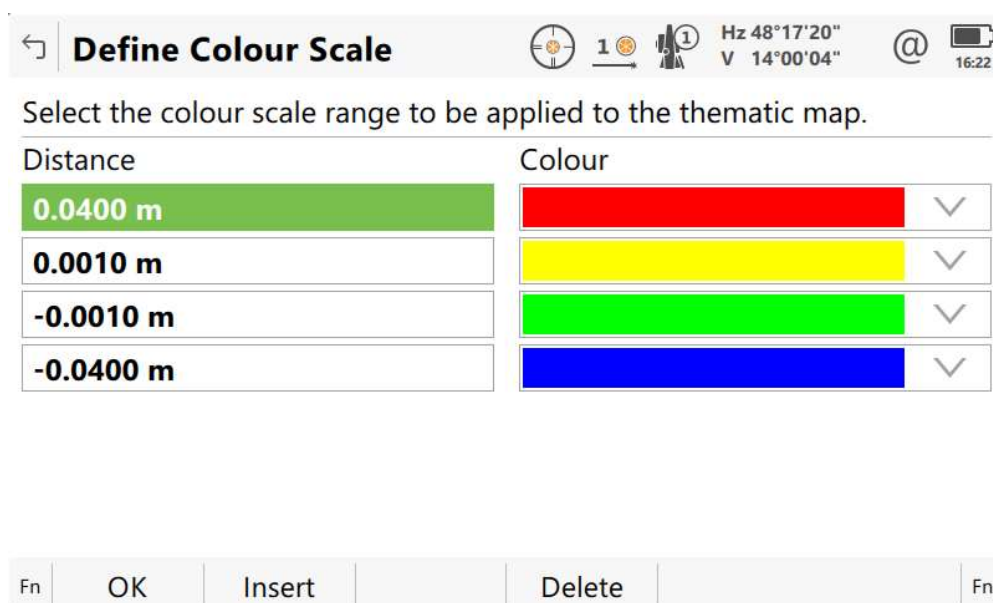 Define Colour Scale
1
1
Hz 48°17'20"
V 14°00'04"
@
16:22
Select the colour scale range to be applied to the thematic map.
Distance Colour
0.0400 m
0.0010 m
-0.0010 m
-0.0400 m
Fn OK Insert Delete Fn